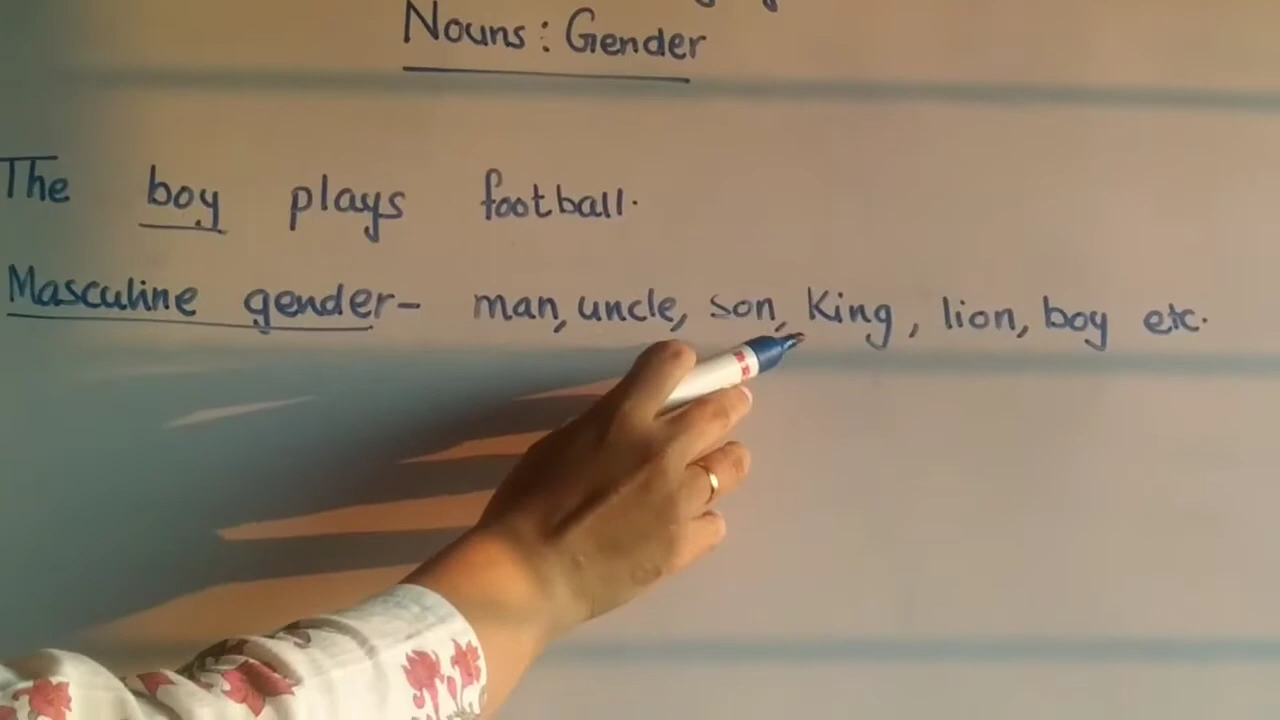 Nouns : Gender
The boy plays football.
Masculine gender - man, uncle, son, King, lion, boy etc.